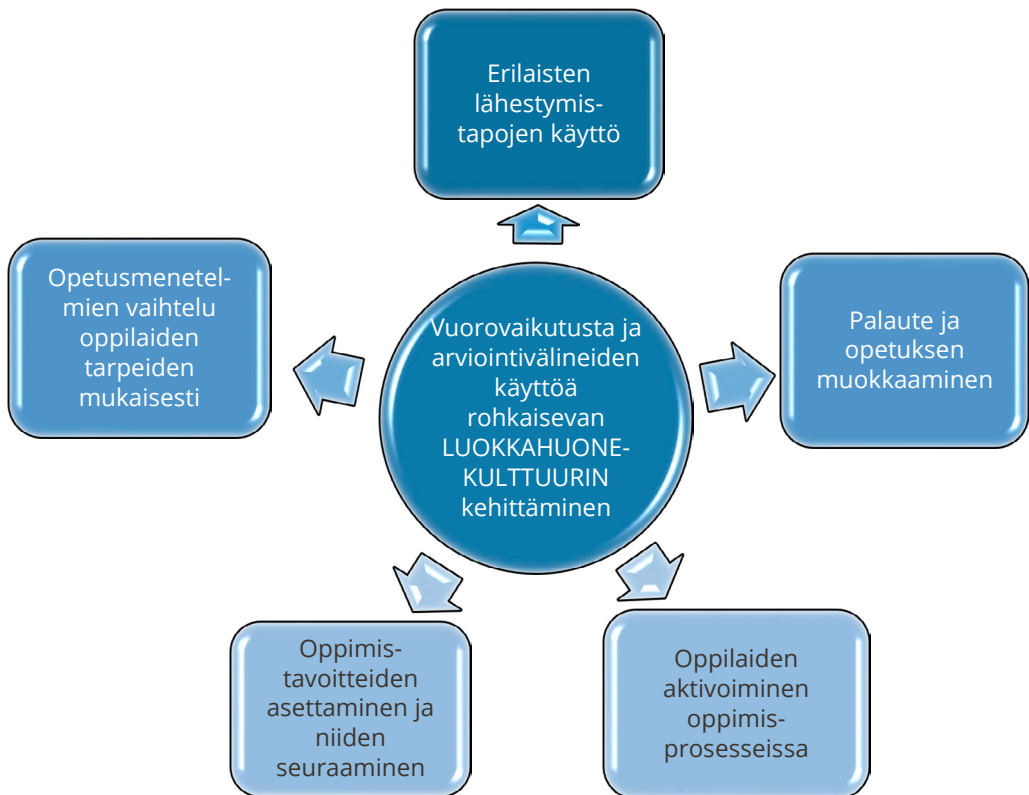 Erilaisten
lähestymis-
tapojen käyttö
Opetusmenetel-
mien vaihtelu
oppilaiden
tarpeiden
mukaisesti
Vuorovaikutusta ja
arviointivälineiden
käyttöä
rohkaisevan
LUOKKAHUONE-
KULTTUURIN
kehittäminen
Palaute ja
opetuksen
muokkaaminen
Oppimis-
tavoitteiden
asettaminen ja
niiden
seuraaminen
Oppilaiden
aktivoiminen
oppimis-
prosesseissa